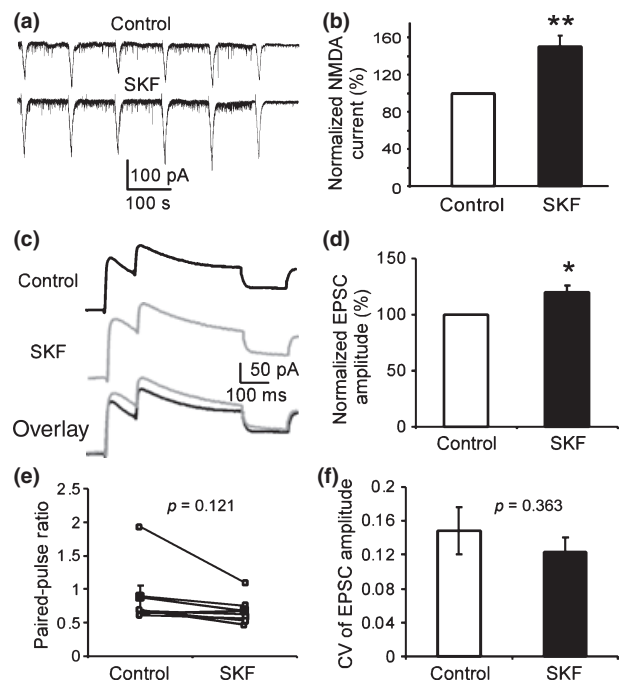 (a)
Control
SKF
100 pA
100 s
(b)
Normalized NMDA
current (%)
160
120
80
40
0
**
Control
SKF
(c)
Control
SKF
Overlay
50 pA
100 ms
(d)
Normalized EPSC
amplitude (%)
150
100
50
0
*
Control
SKF
(e)
Paired-pulse ratio
2.5
2
1.5
1
0.5
0
p = 0.121
Control
SKF
(f)
CV of EPSC amplitude
0.2
0.16
0.12
0.08
0.04
0
p = 0.363
Control
SKF